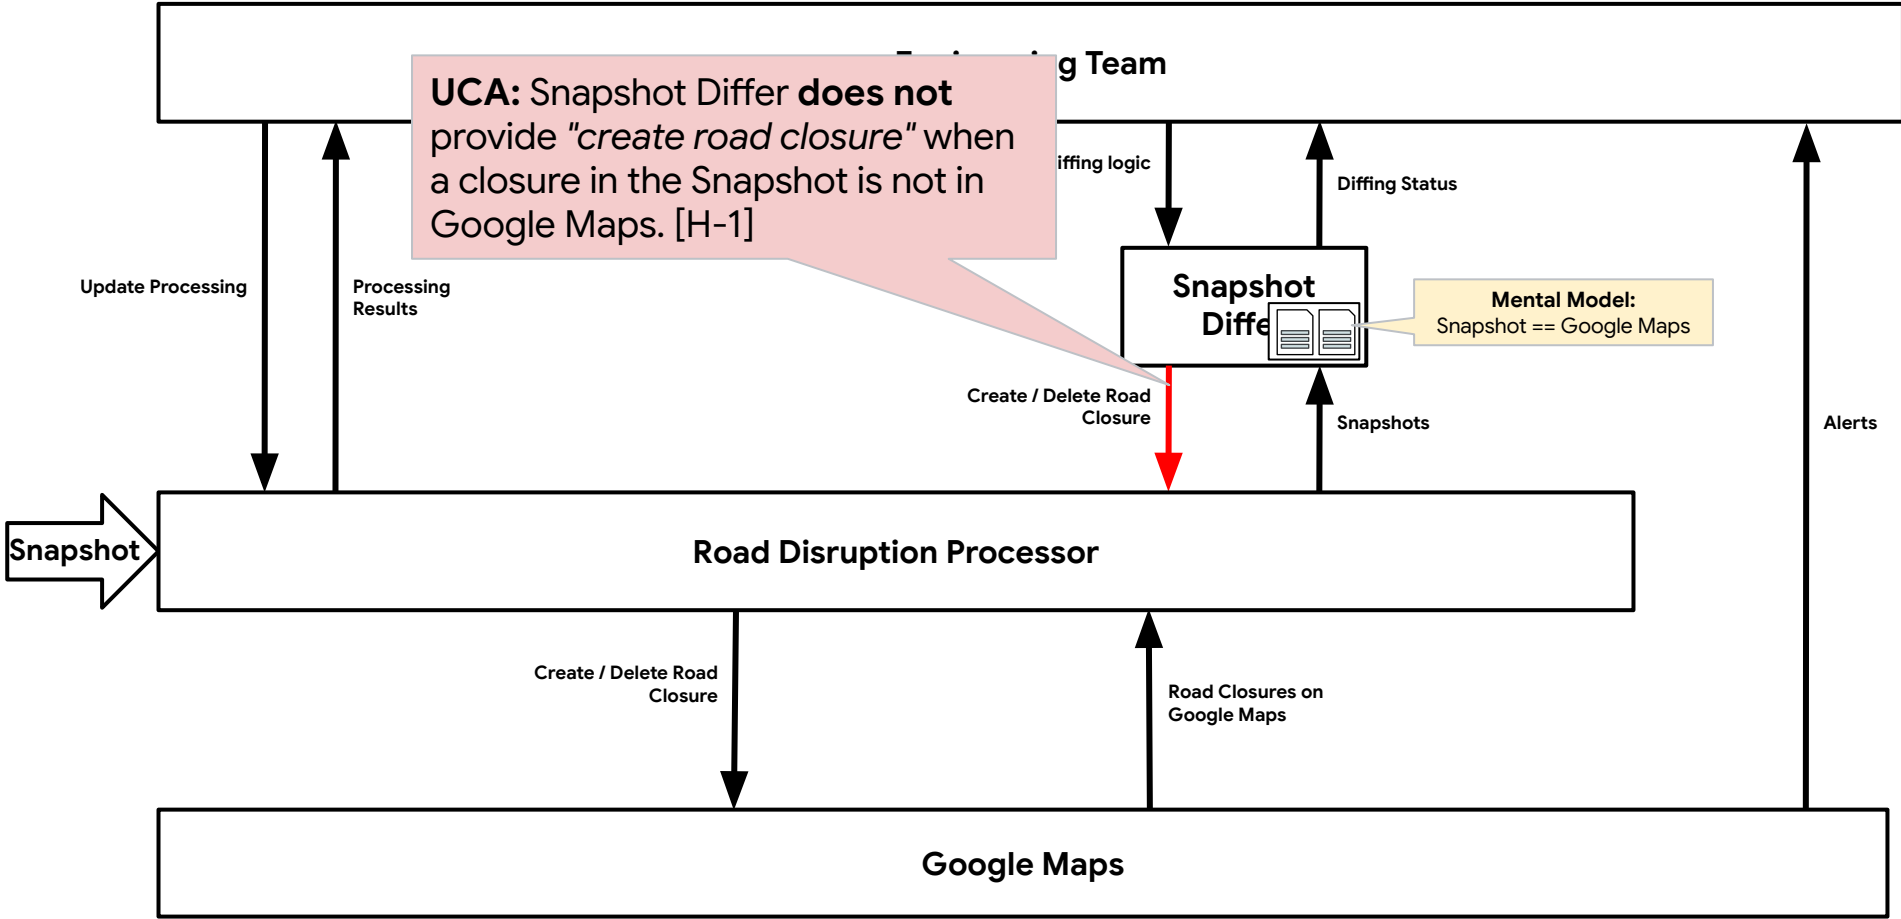 g Team
UCA: Snapshot Differ does not
provide "create road closure" when
a closure in the Snapshot is not in
Google Maps. [H-1]
iffing logic
Diffing Status
Update Processing
Processing
Results
Snapshot
Diffe
Mental Model:
Snapshot == Google Maps
Create / Delete Road
Closure
Snapshots
Alerts
Snapshot
Road Disruption Processor
Create / Delete Road
Closure
Road Closures on
Google Maps
Google Maps